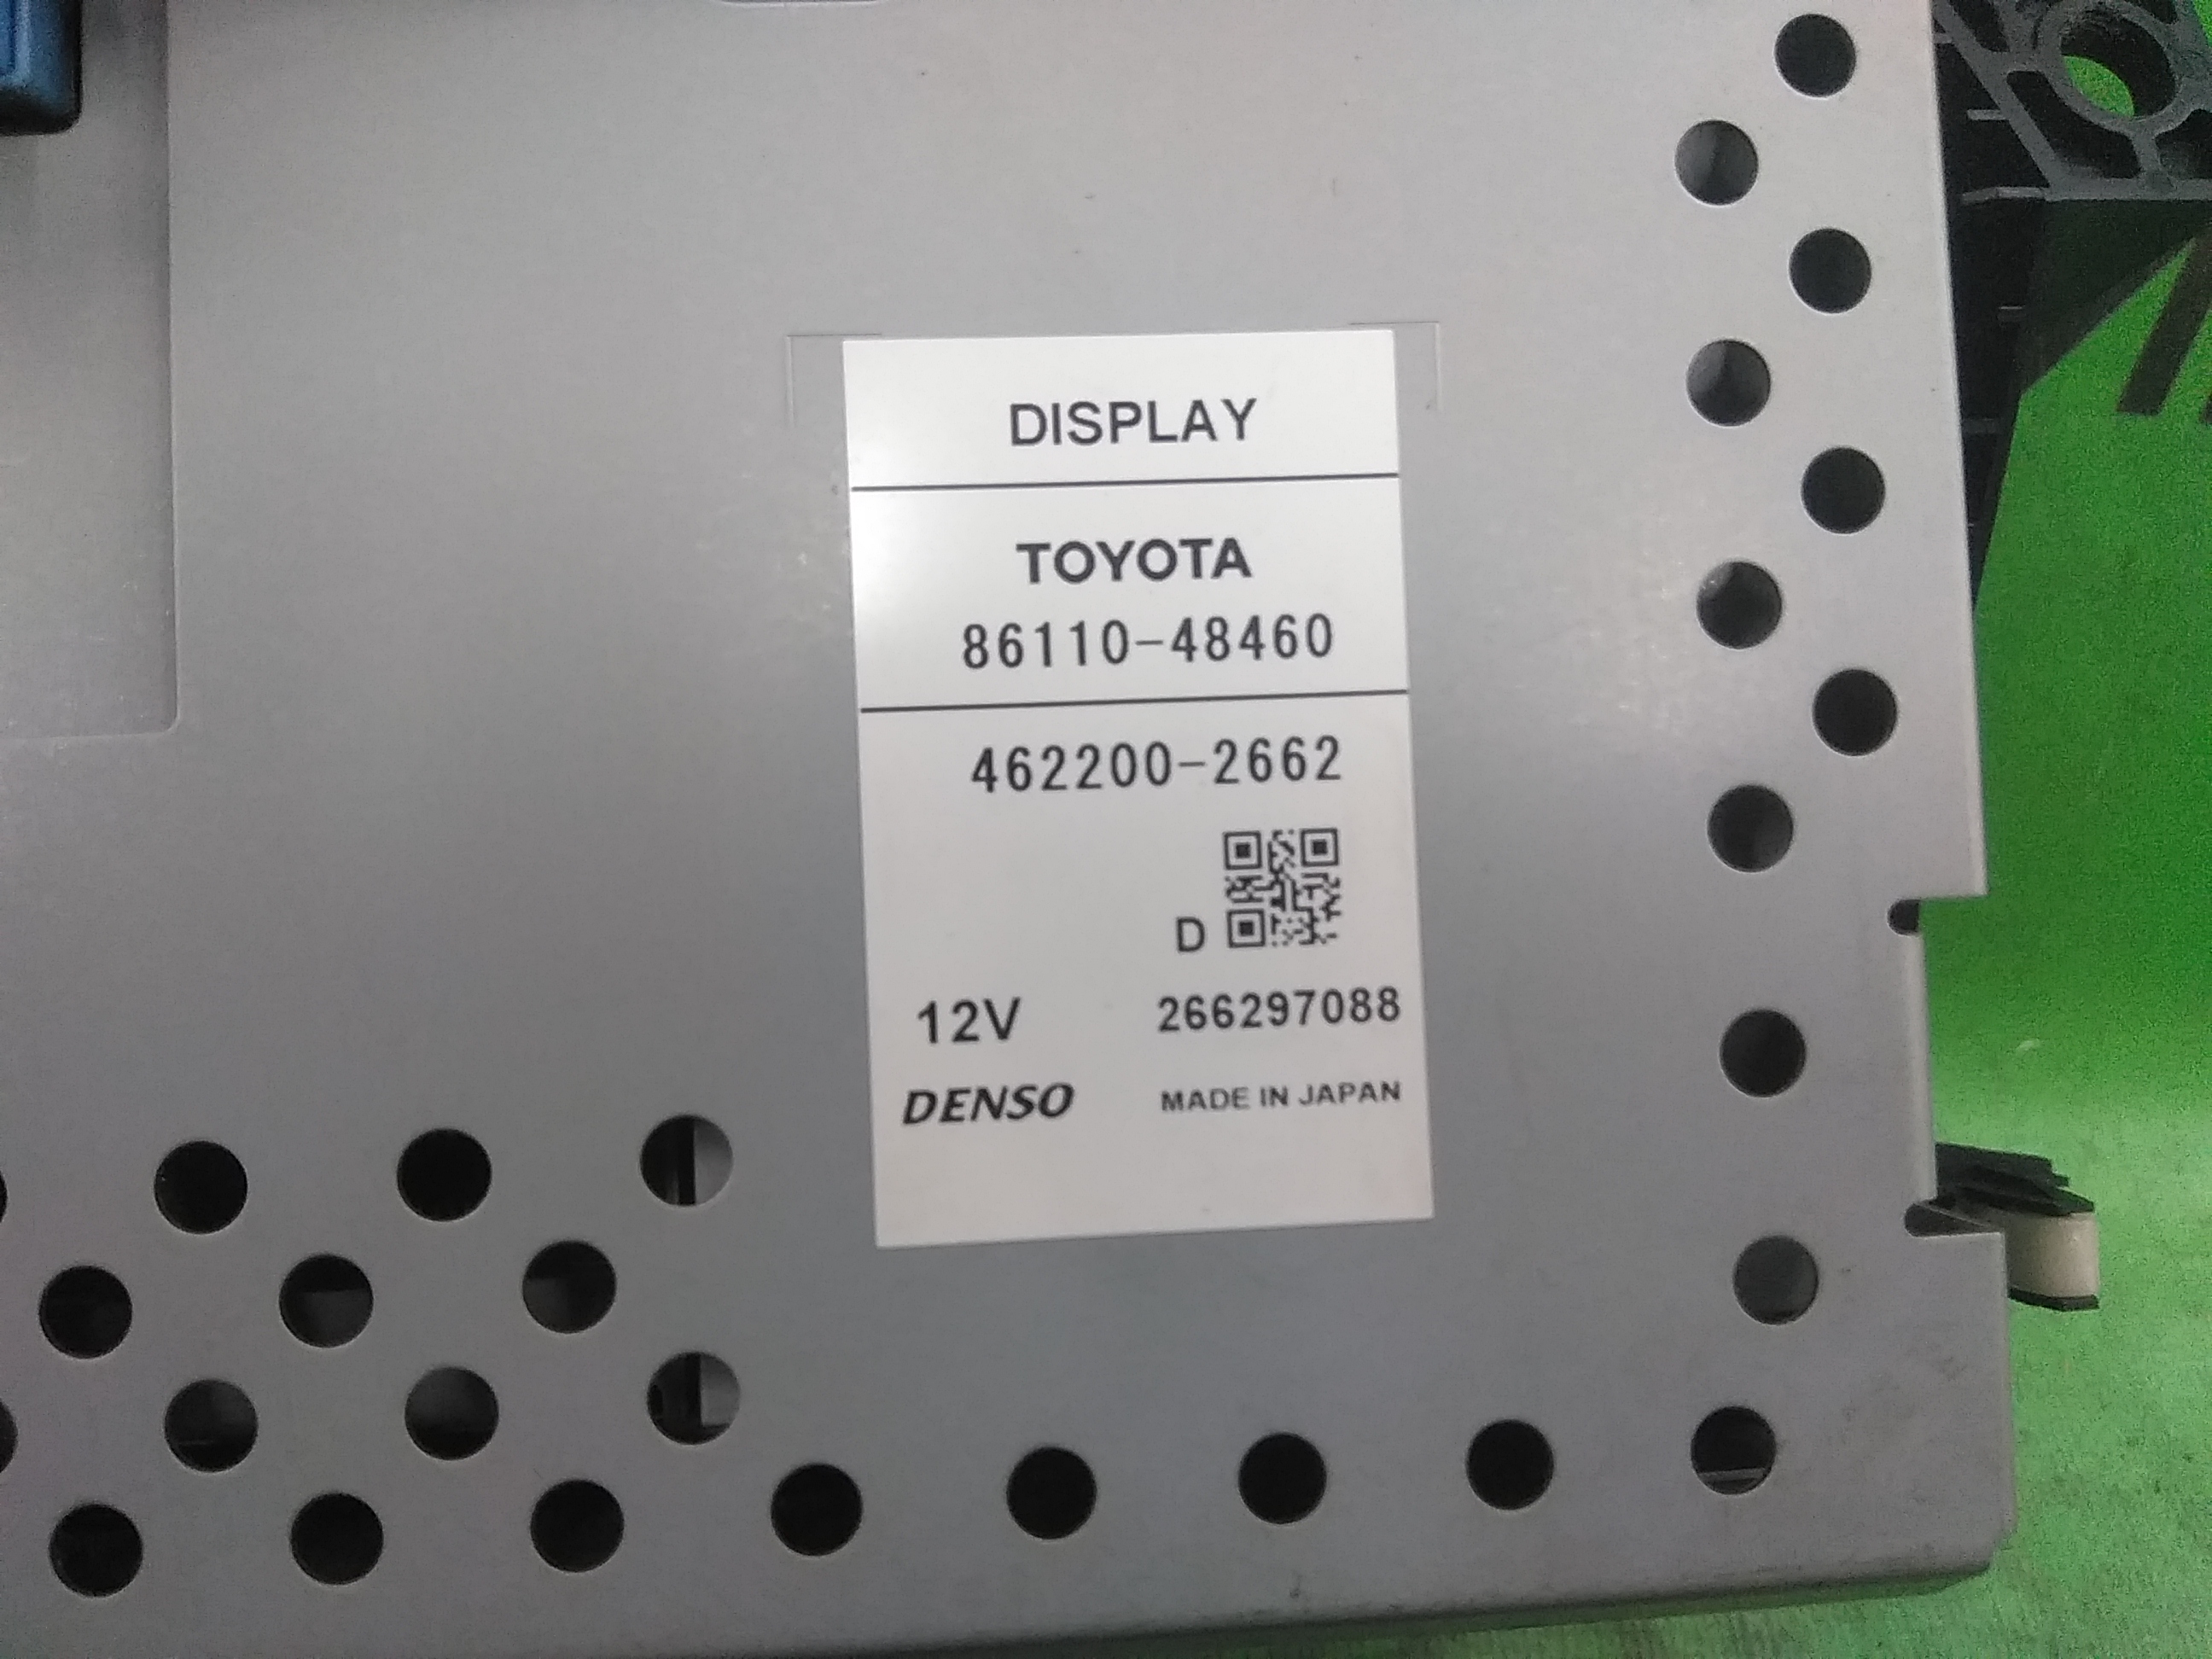 DISPLAY
TOYOTA
86110-48460
462200-2662
D
12V 266297088
DENSO MADE IN JAPAN